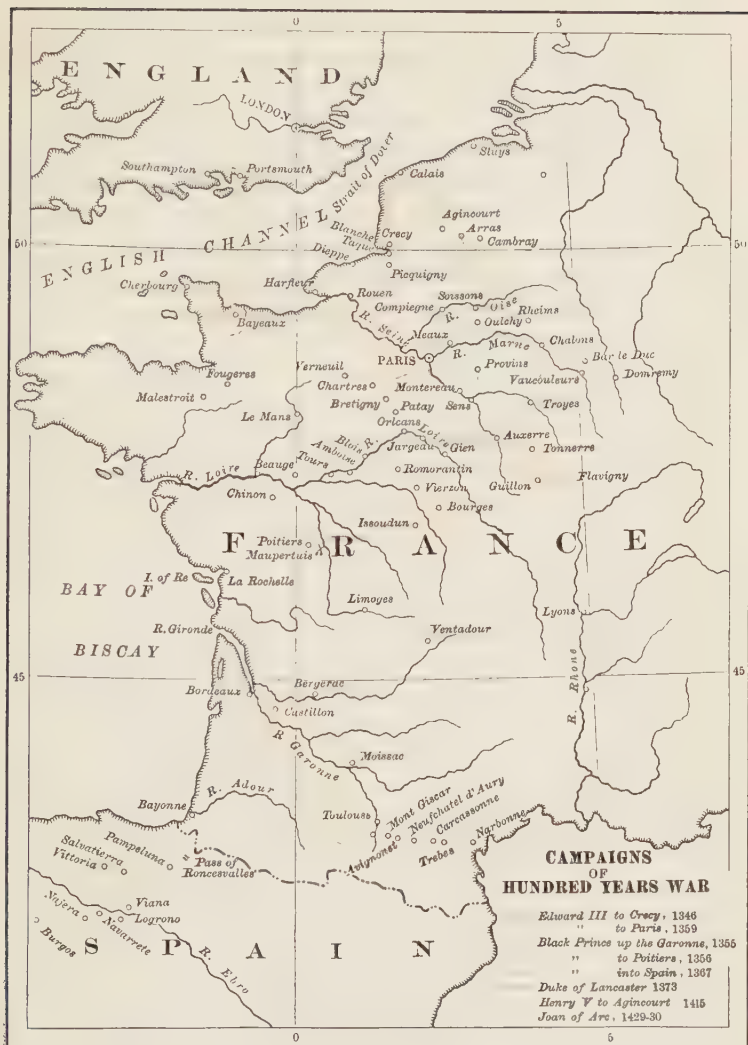 0
5
ENGLAND
LONDON
Southampton
Portsmouth
Strait of Dover
Sluys
Calais
50
ENGLISH CHANNEL
Agincourt
Arras
Cambray
Blanche
Taque
Crecy
50
Dieppe
Picquigny
Cherbourg
Harfleur
Rouen
Bayeaux
R. Seine
Compiegne
Soissons
R. Oise
Rheims
Oulchy
Meaux
R. Marne
Chalons
PARIS
Provins
Bar le Duc
Vaucouleurs
Domremy
Verneuil
Fougeres
Chartres
Montereau
Malestroit
Bretigny
Patay
Sens
Troyes
Le Mans
Orleans
R. Loire
Blois
Jargeau
Gien
Auxerre
Tonnerre
Amboise
Tours
Beauge
R. Loire
Romorantin
Guillon
Flavigny
Chinon
Vierzon
Bourges
Issoudun
FRANCE
Poitiers
Maupertuis
I. of Re
La Rochelle
BAY OF
BISCAY
Limoges
Lyons
R. Gironde
Ventadour
R. Rhone
45
45
Bergerac
Bordeaux
Castillon
R Garonne
Moissac
R. Adour
Bayonne
Toulouse
Mont Giscar
Neufchatel d'Aury
Carcassonne
Avignonet
Trebes
Narbonne
Pampeluna
Salvatierra
Vittoria
Pass of
Roncesvalles
Viana
Logrono
Najera
Navarrete
Burgos
SPAIN
R. Ebro
CAMPAIGNS
OF
HUNDRED YEARS WAR
Edward III to Crecy, 1346
" to Paris, 1359
Black Prince up the Garonne, 1355
" to Poitiers, 1356
" into Spain, 1367
Duke of Lancaster 1373
Henry V to Agincourt 1415
Joan of Arc, 1429-30
0
5